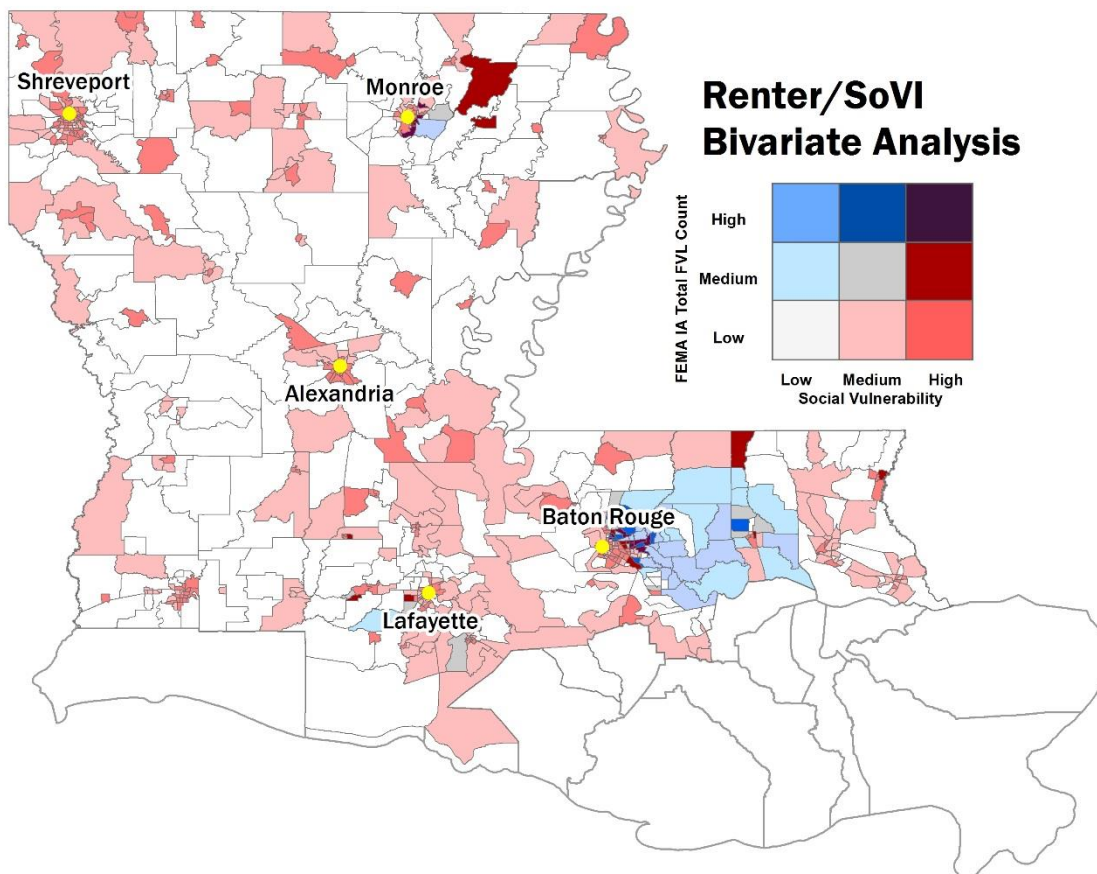 Shreveport
Monroe
Renter/SoVI
Bivariate Analysis
FEMA IA Total FVL Count
High
Medium
Low
Low
Medium
High
Social Vulnerability
Alexandria
Baton Rouge
Lafayette